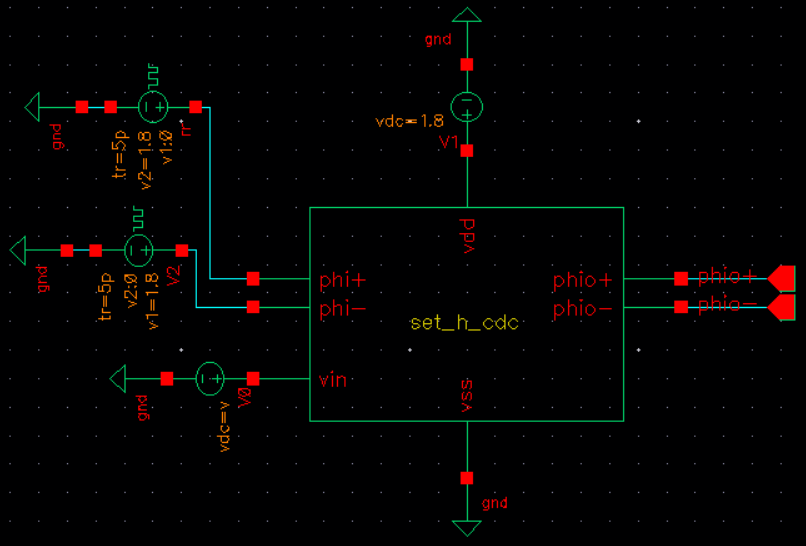 gnd
vdc=1.8
V1
gnd
tr=5p
v2=1.8
v1:0
gnd
tr=5p
v2:0
v1=1.8
V2
vdd
phi+
phi-
phio+
phio-
phio+
phio-
set_h_cdc
vin
vss
gnd
vdc=v
V0
gnd